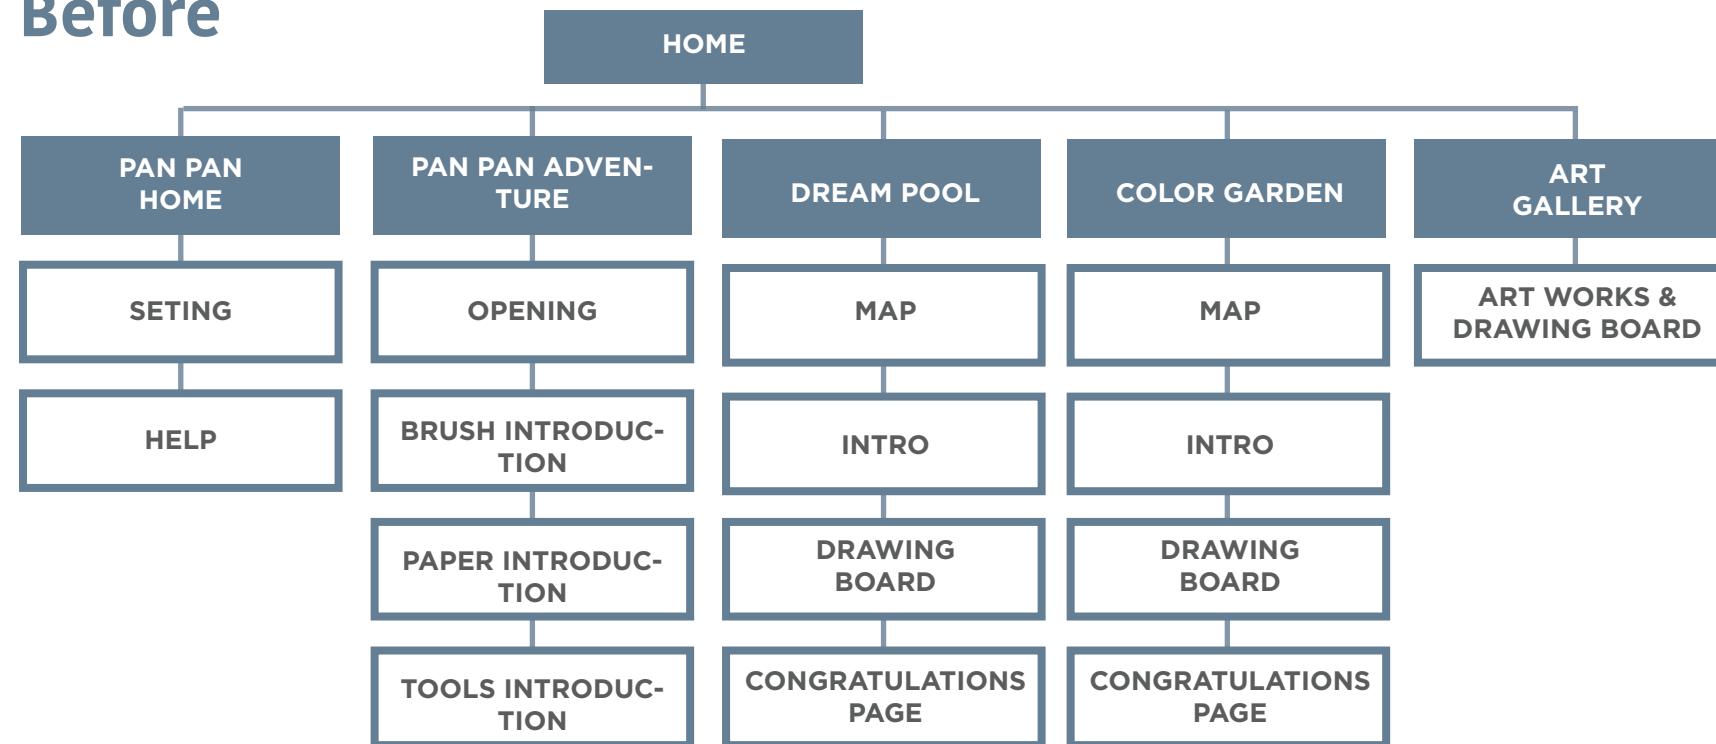 Before
HOME
PAN PAN
HOME
SETING
HELP
PAN PAN ADVEN-
TURE
OPENING
BRUSH INTRODUC-
TION
PAPER INTRODUC-
TION
TOOLS INTRODUC-
TION
DREAM POOL
MAP
INTRO
DRAWING
BOARD
CONGRATULATIONS
PAGE
COLOR GARDEN
MAP
INTRO
DRAWING
BOARD
CONGRATULATIONS
PAGE
ART
GALLERY
ART WORKS &
DRAWING BOARD